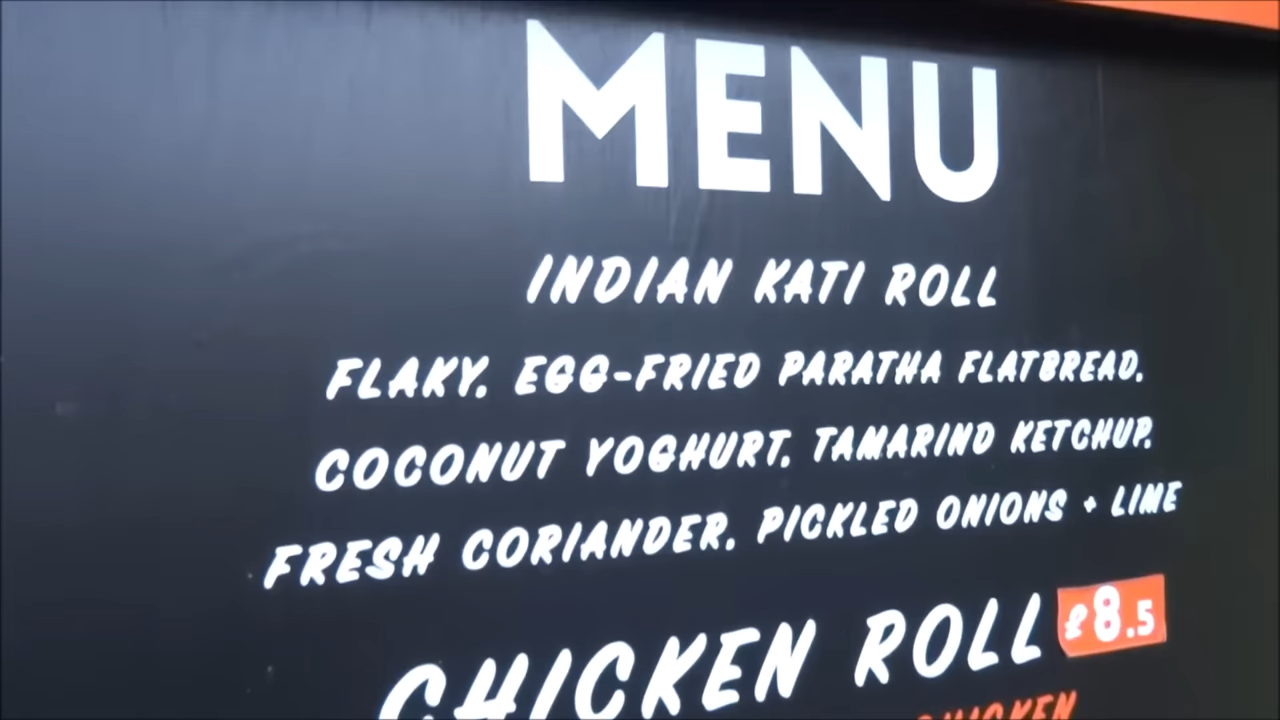 MENU
INDIAN KATI ROLL
FLAKY, EGG-FRIED PARATHA FLATBREAD,
COCONUT YOGHURT, TAMARIND KETCHUP,
FRESH CORIANDER, PICKLED ONIONS + LIME
CHICKEN ROLL £8.5
CHICKEN